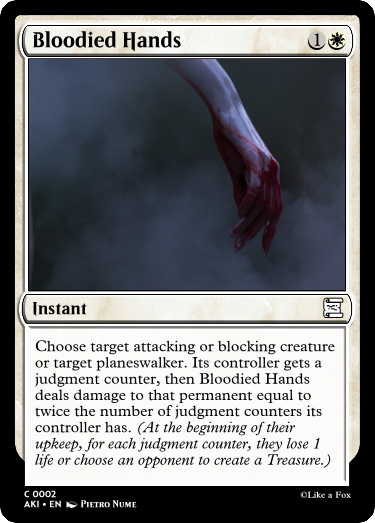 Bloodied Hands 1
Instant
Choose target attacking or blocking creature
or target planeswalker. Its controller gets a
judgment counter, then Bloodied Hands
deals damage to that permanent equal to
twice the number of judgment counters its
controller has. (At the beginning of their
upkeep, for each judgment counter, they lose 1
life or choose an opponent to create a Treasure.)
C 0002
AKI • EN Pietro Nume
©Like a Fox